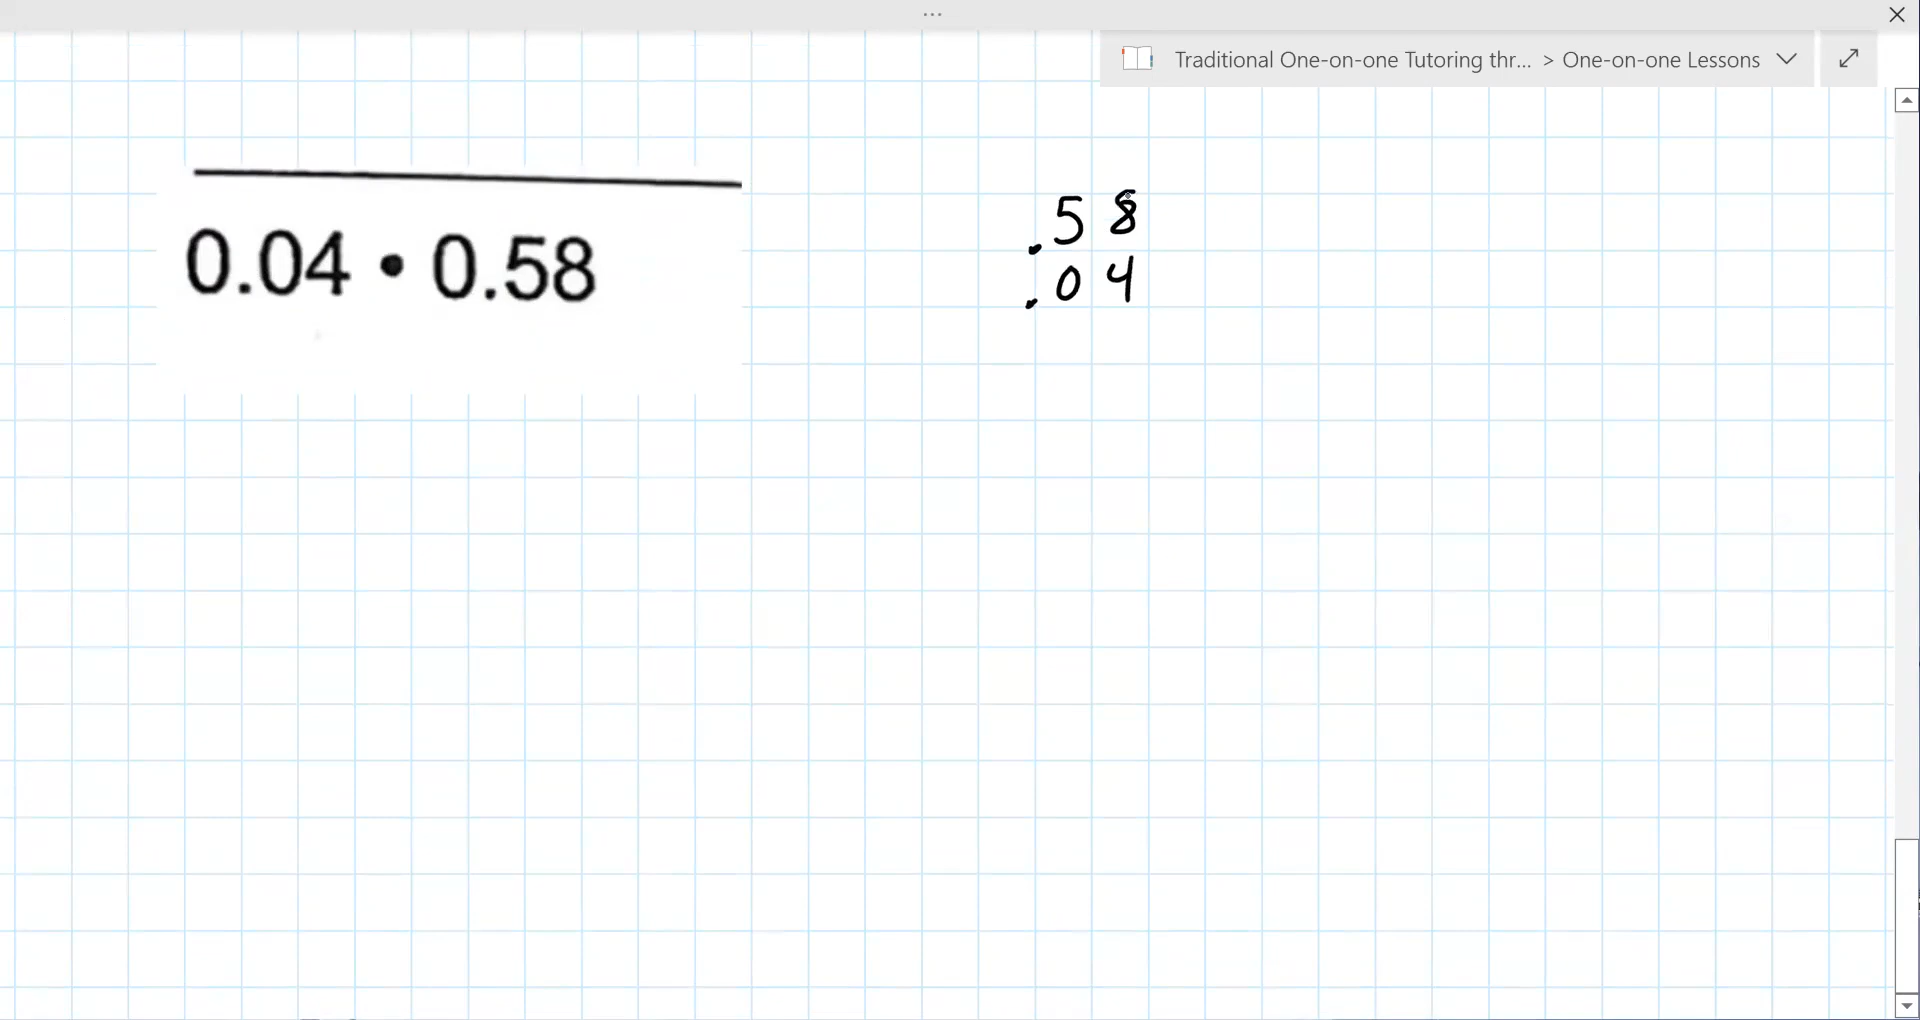 ...
Traditional One-on-one Tutoring thr... > One-on-one Lessons
0.04 • 0.58
.58
.04